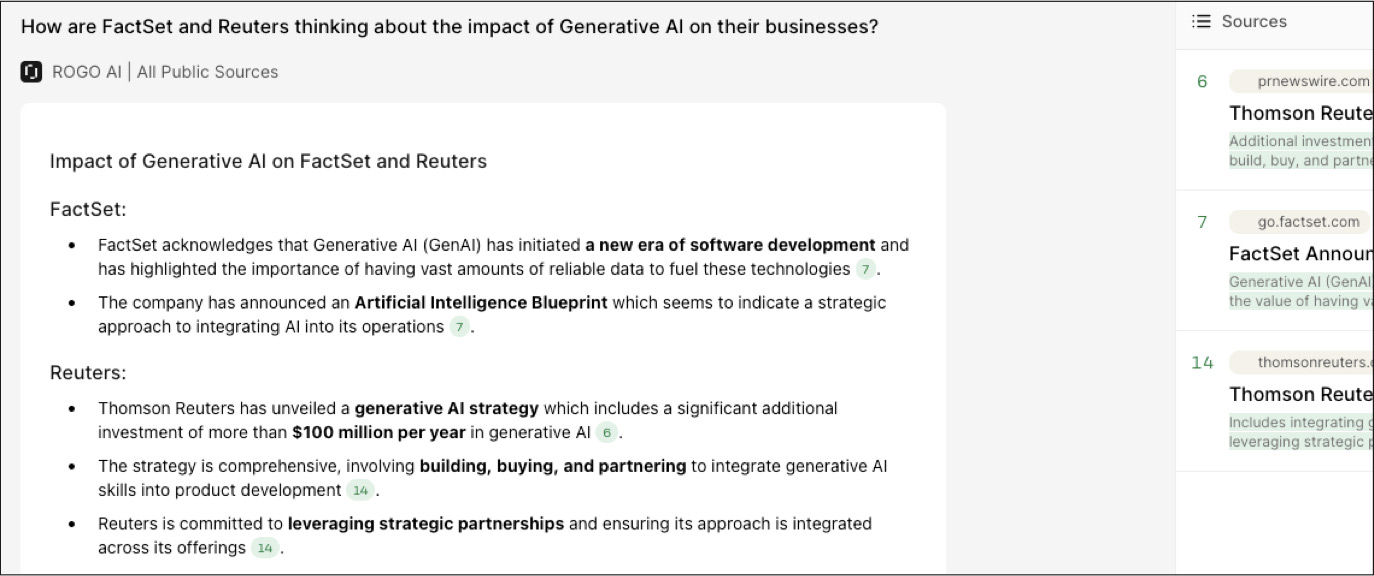 How are FactSet and Reuters thinking about the impact of Generative AI on their businesses?
ROGO AI | All Public Sources
Impact of Generative AI on FactSet and Reuters
FactSet:
• FactSet acknowledges that Generative AI (GenAI) has initiated a new era of software development and
has highlighted the importance of having vast amounts of reliable data to fuel these technologies 7 .
• The company has announced an Artificial Intelligence Blueprint which seems to indicate a strategic
approach to integrating AI into its operations 7 .
Reuters:
• Thomson Reuters has unveiled a generative AI strategy which includes a significant additional
investment of more than $100 million per year in generative AI 6 .
• The strategy is comprehensive, involving building, buying, and partnering to integrate generative AI
skills into product development 14 .
• Reuters is committed to leveraging strategic partnerships and ensuring its approach is integrated
across its offerings 14 .
Sources
6 prnewswire.com
Thomson Reute
Additional investmen
build, buy, and partne
7 go.factset.com
FactSet Announ
Generative AI (GenAI)
the value of having va
14 thomsonreuters.c
Thomson Reute
Includes integrating g
leveraging strategic p